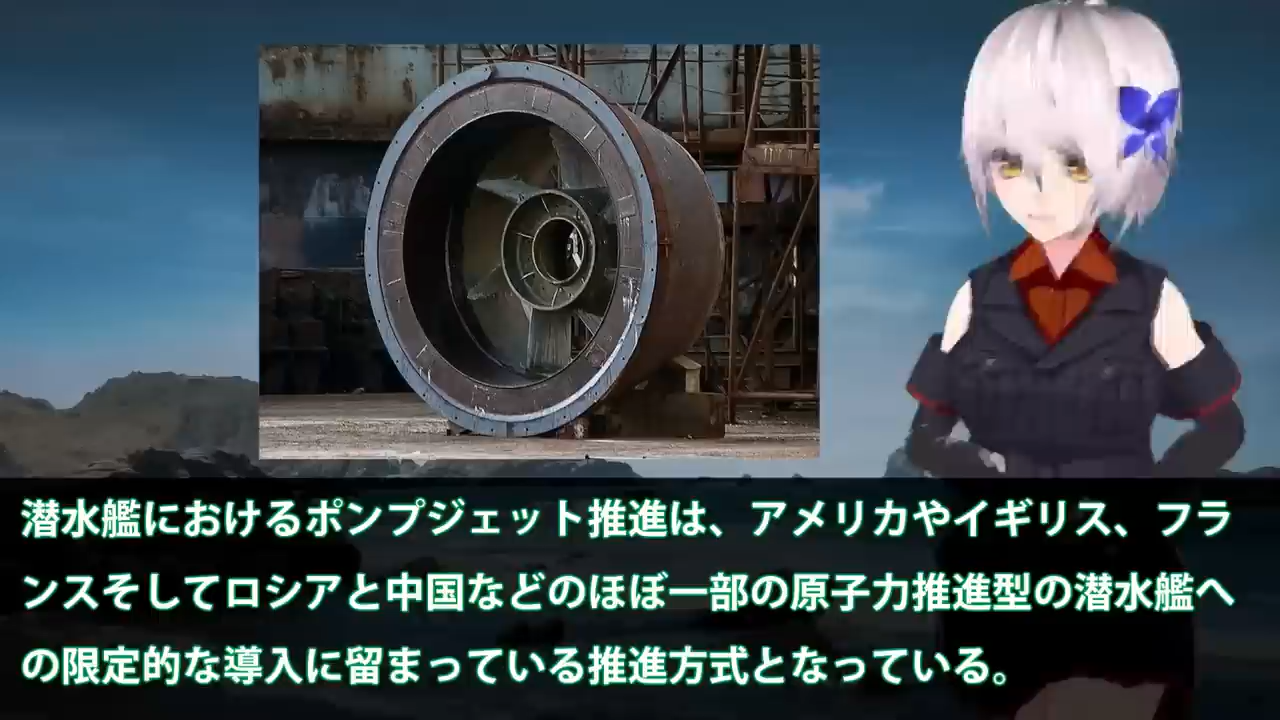 潜水艦におけるポンプジェット推進は、アメリカやイギリス、フラ
ンスそしてロシアと中国などのほぼ一部の原子力推進型の潜水艦へ
の限定的な導入に留まっている推進方式となっている。